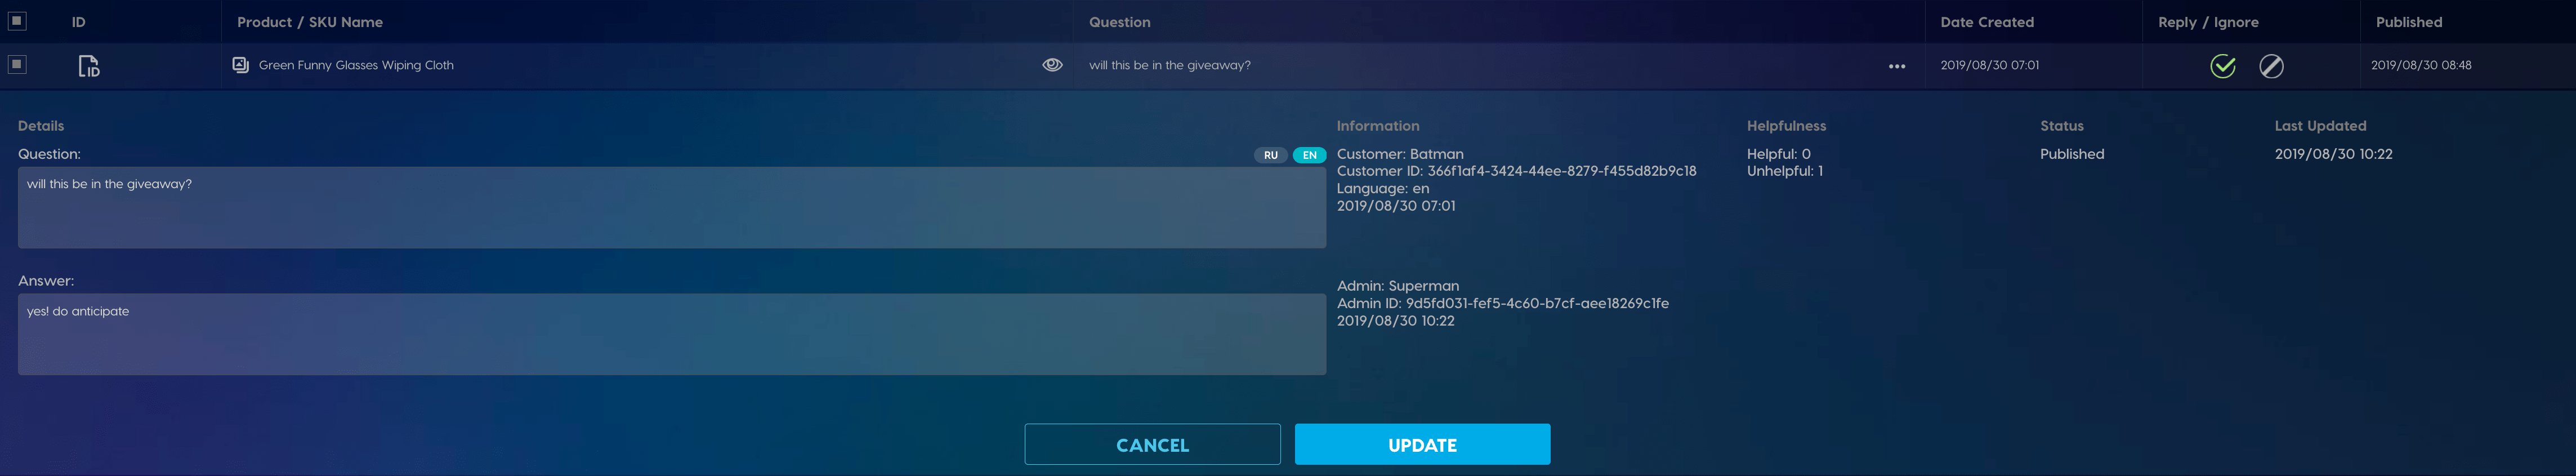 ID Product / SKU Name Question Date Created Reply / Ignore Published
ID Green Funny Glasses Wiping Cloth will this be in the giveaway? 2019/08/30 07:01 2019/08/30 08:48
Details Information Helpfulness Status Last Updated
Question: RU EN Customer: Batman Helpful: 0 Published 2019/08/30 10:22
Customer ID: 366f1af4-3424-44ee-8279-f455d82b9c18 Unhelpful: 1
will this be in the giveaway? Language: en
2019/08/30 07:01
Answer: Admin: Superman
Admin ID: 9d5fd031-fef5-4c60-b7cf-aee18269c1fe
yes! do anticipate 2019/08/30 10:22
CANCEL UPDATE